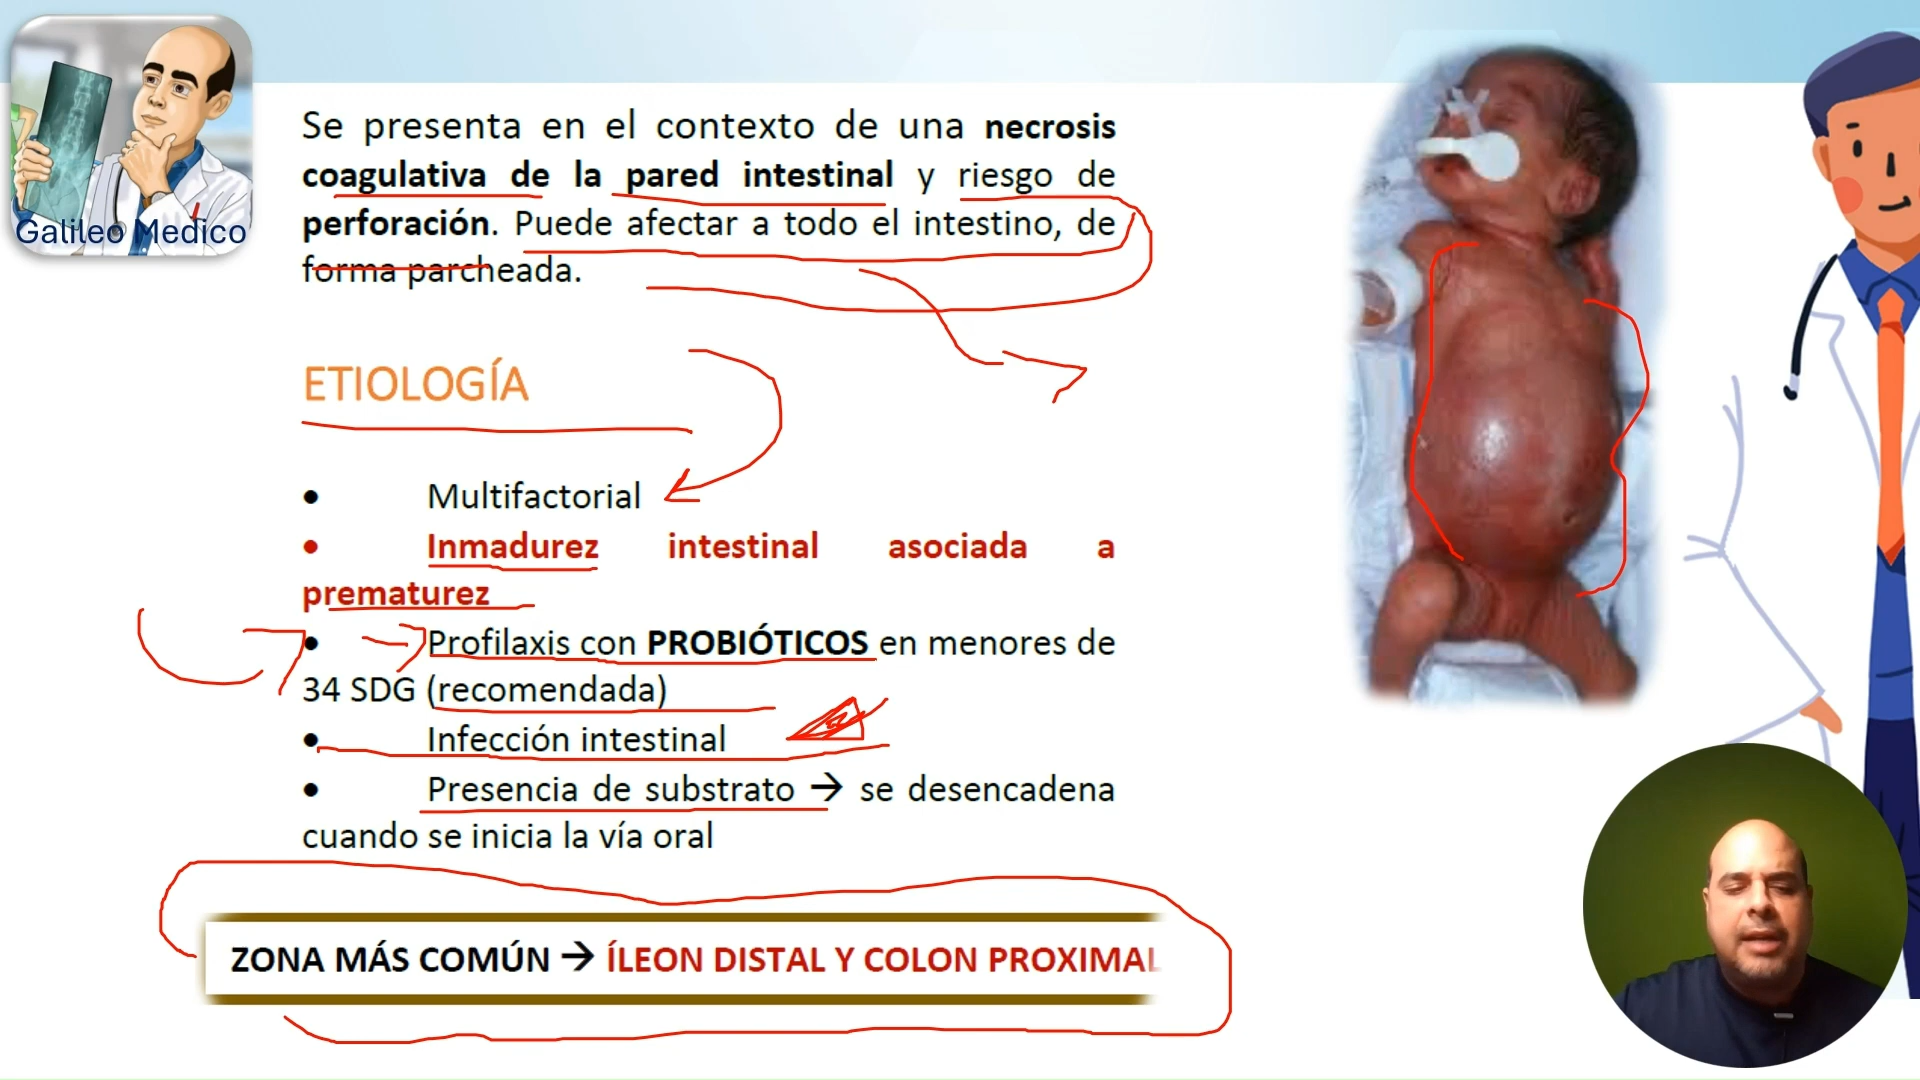 Galileo Medico
Se presenta en el contexto de una necrosis
coagulativa de la pared intestinal y riesgo de
perforación. Puede afectar a todo el intestino, de
forma parcheada.
ETIOLOGÍA
• Multifactorial
• Inmadurez intestinal asociada a
prematurez
• Profilaxis con PROBIÓTICOS en menores de
34 SDG (recomendada)
• Infección intestinal
• Presencia de substrato → se desencadena
cuando se inicia la vía oral
ZONA MÁS COMÚN → ÍLEON DISTAL Y COLON PROXIMAL